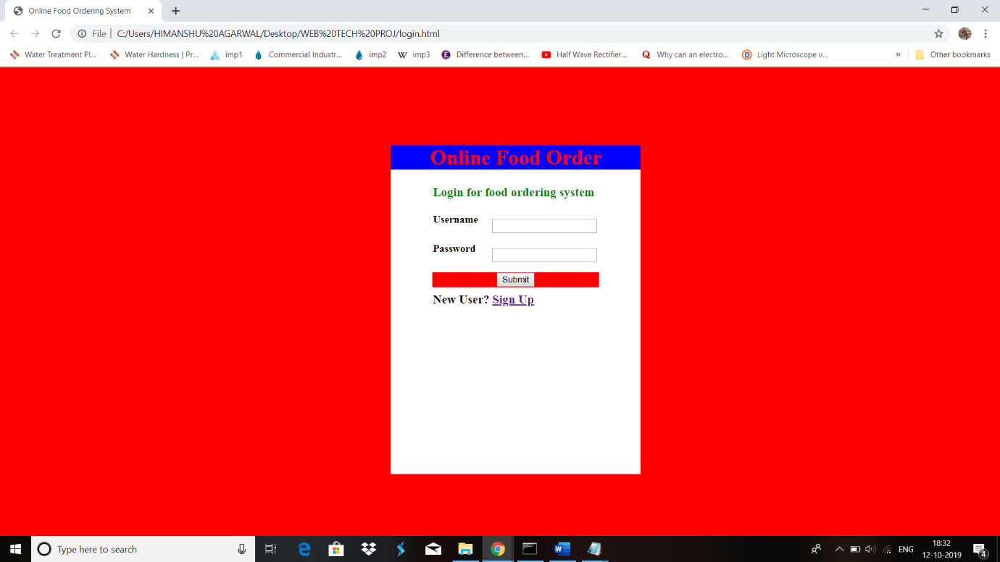 Online Food Ordering System
File C:/Users/HIMANSHU%20AGARWAL/Desktop/WEB%20TECH%20PROJ/login.html
Water Treatment Pl... Water Hardness | Pr... imp1 Commercial Industr... imp2 W imp3 E Difference between... Half Wave Rectifier... Q Why can an electro... D Light Microscope v... » Other bookmarks
Online Food Order
Login for food ordering system
Username
Password
Submit
New User? Sign Up
Type here to search
ENG
18:32
12-10-2019
4